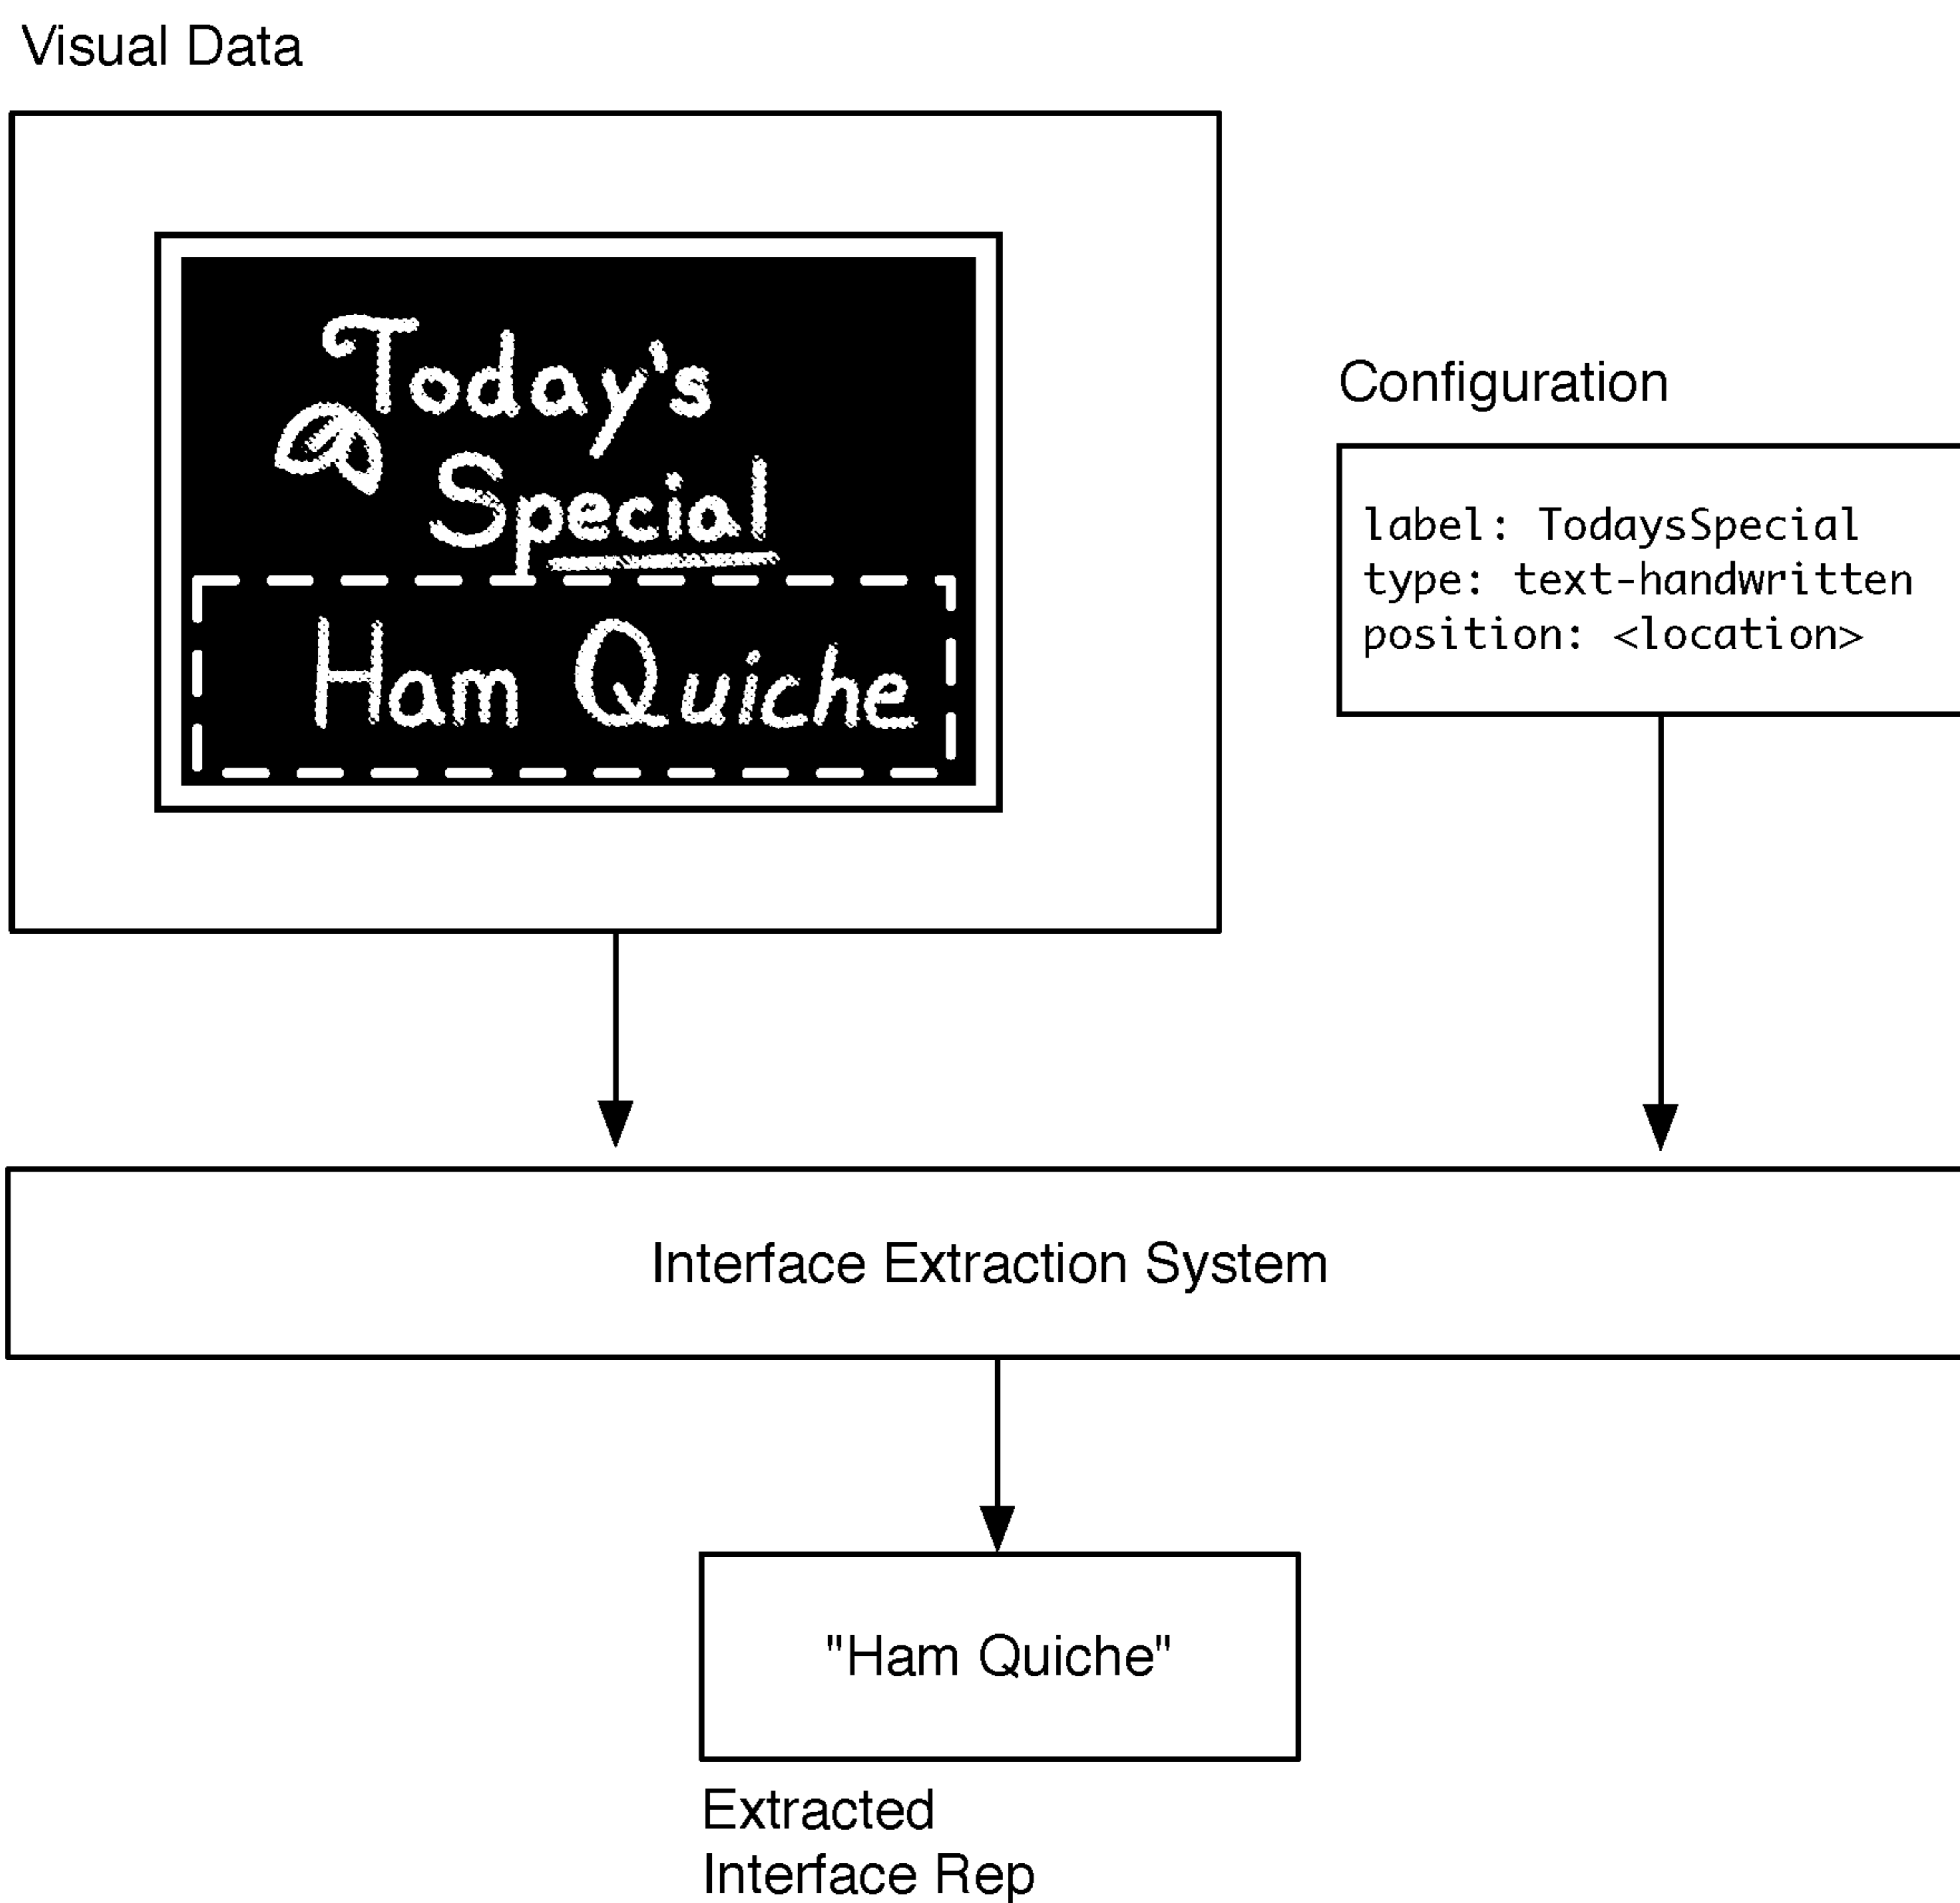 Visual Data
Today's
Special
Ham Quiche
Configuration
label: TodaysSpecial
type: text-handwritten
position: <location>
Interface Extraction System
"Ham Quiche"
Extracted
Interface Rep